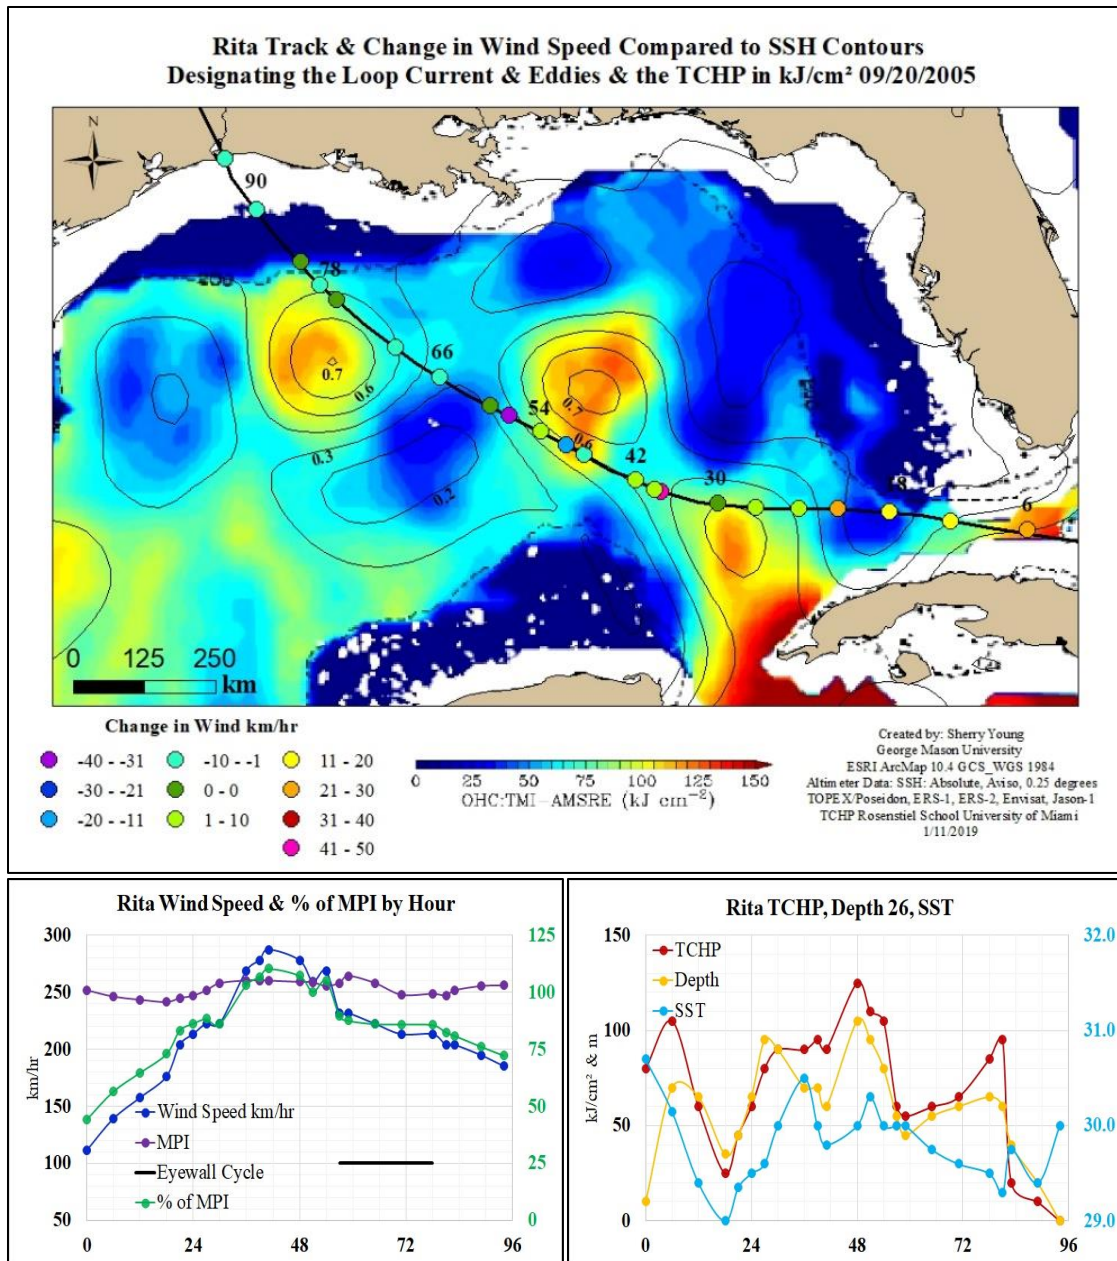 Rita Track & Change in Wind Speed Compared to SSH Contours
Designating the Loop Current & Eddies & the TCHP in kJ/cm² 09/20/2005
N
90
78
200
0.7
0.6
66
54
0.7
0.6
42
30
18
6
0.3
0.2
0 125 250
km
Change in Wind km/hr
-40 - -31
-30 - -21
-20 - -11
-10 - -1
0 - 0
1 - 10
11 - 20
21 - 30
31 - 40
41 - 50
0 25 50 75 100 125 150
OHC:TMI-AMSRE (kJ cm⁻²)
Created by: Sherry Young
George Mason University
ESRI ArcMap 10.4 GCS_WGS 1984
Altimeter Data: SSH: Absolute, Aviso, 0.25 degrees
TOPEX/Poseidon, ERS-1, ERS-2, Envisat, Jason-1
TCHP Rosenstiel School University of Miami
1/11/2019
Rita Wind Speed & % of MPI by Hour
300
250
200
150
100
50
km/hr
125
100
75
50
25
0
Wind Speed km/hr
MPI
Eyewall Cycle
% of MPI
0 24 48 72 96
Rita TCHP, Depth 26, SST
150
100
50
0
kJ/cm² & m
32.0
31.0
30.0
29.0
TCHP
Depth
SST
0 24 48 72 96